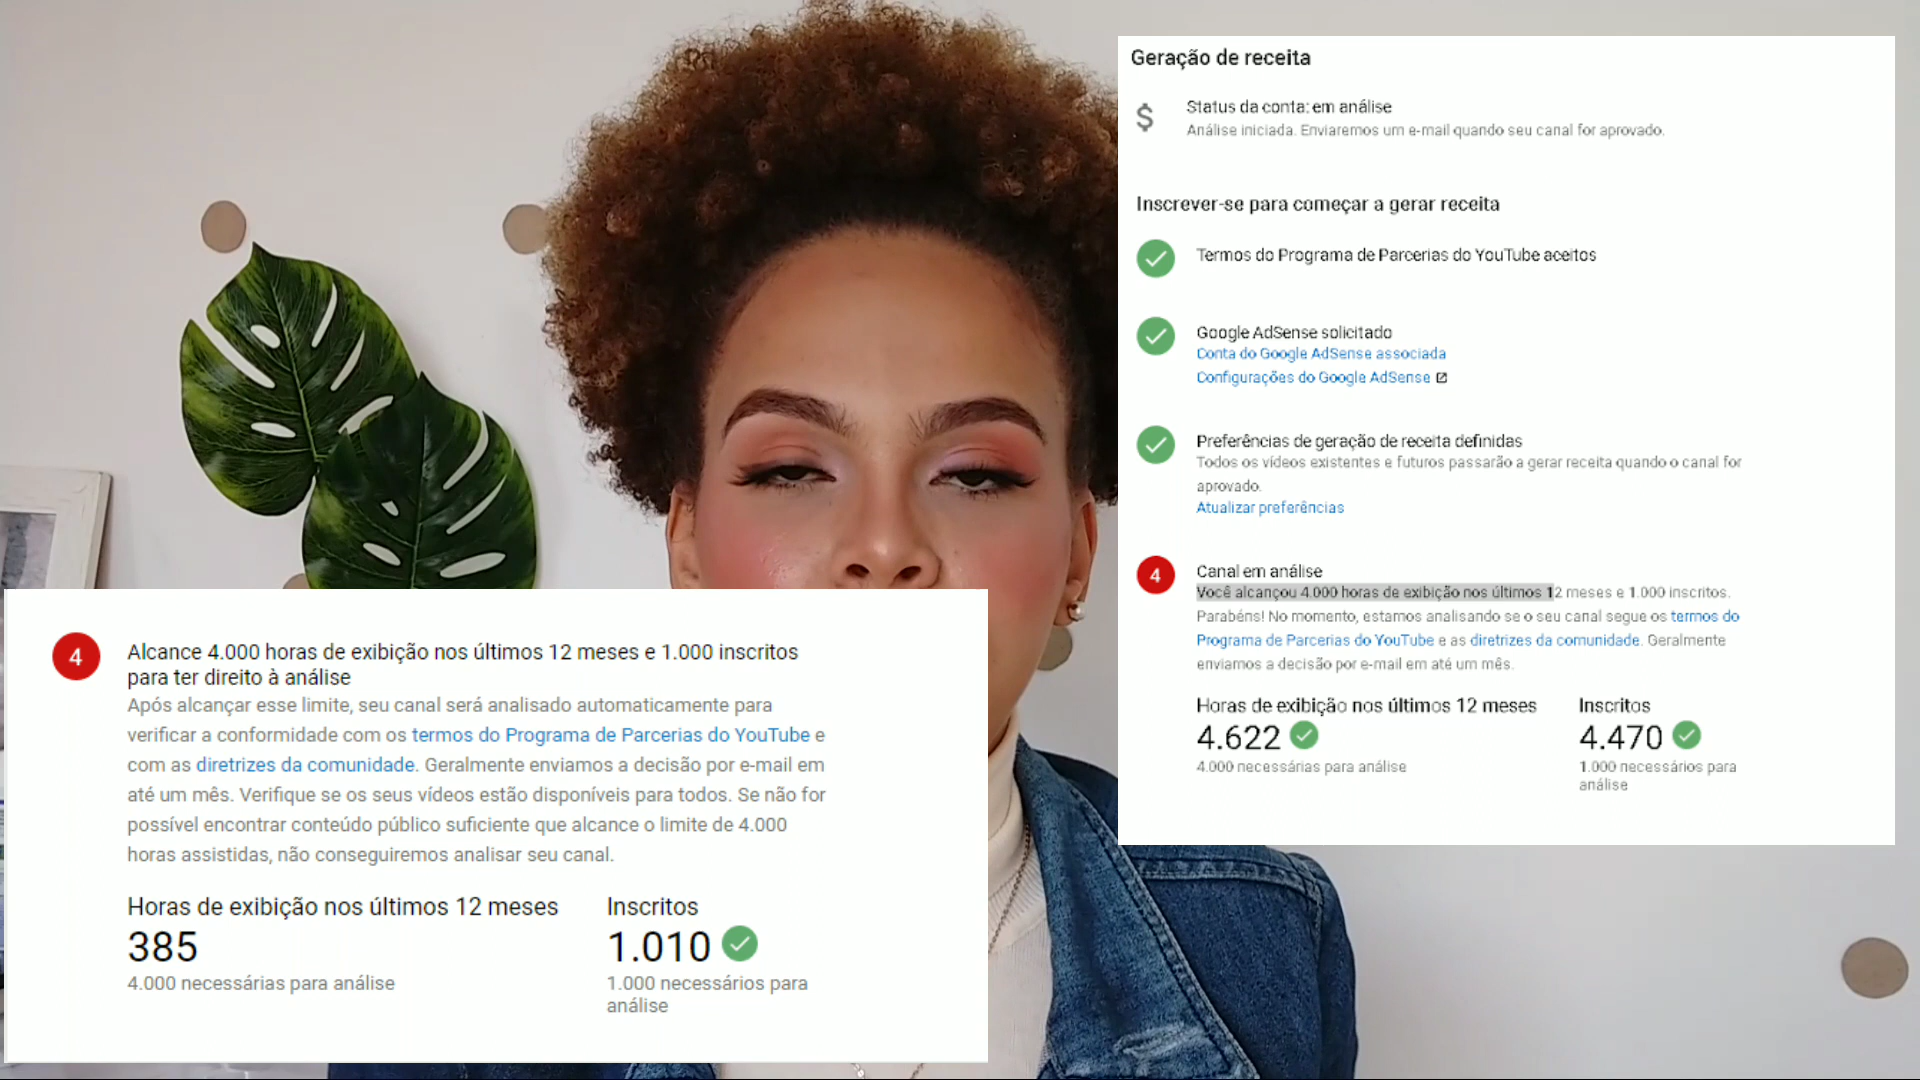 Geração de receita
$
Status da conta: em análise
Análise iniciada. Enviaremos um e-mail quando seu canal for aprovado.
Inscrever-se para começar a gerar receita
Termos do Programa de Parcerias do YouTube aceitos
Google AdSense solicitado
Conta do Google AdSense associada
Configurações do Google AdSense
Preferências de geração de receita definidas
Todos os vídeos existentes e futuros passarão a gerar receita quando o canal for
aprovado.
Atualizar preferências
4
Canal em análise
Você alcançou 4.000 horas de exibição nos últimos 12 meses e 1.000 inscritos.
Parabéns! No momento, estamos analisando se o seu canal segue os termos do
Programa de Parcerias do YouTube e as diretrizes da comunidade. Geralmente
enviamos a decisão por e-mail em até um mês.
Horas de exibição nos últimos 12 meses
4.622
4.000 necessárias para análise
Inscritos
4.470
1.000 necessários para
análise
4
Alcance 4.000 horas de exibição nos últimos 12 meses e 1.000 inscritos
para ter direito à análise
Após alcançar esse limite, seu canal será analisado automaticamente para
verificar a conformidade com os termos do Programa de Parcerias do YouTube e
com as diretrizes da comunidade. Geralmente enviamos a decisão por e-mail em
até um mês. Verifique se os seus vídeos estão disponíveis para todos. Se não for
possível encontrar conteúdo público suficiente que alcance o limite de 4.000
horas assistidas, não conseguiremos analisar seu canal.
Horas de exibição nos últimos 12 meses
385
4.000 necessárias para análise
Inscritos
1.010
1.000 necessários para
análise